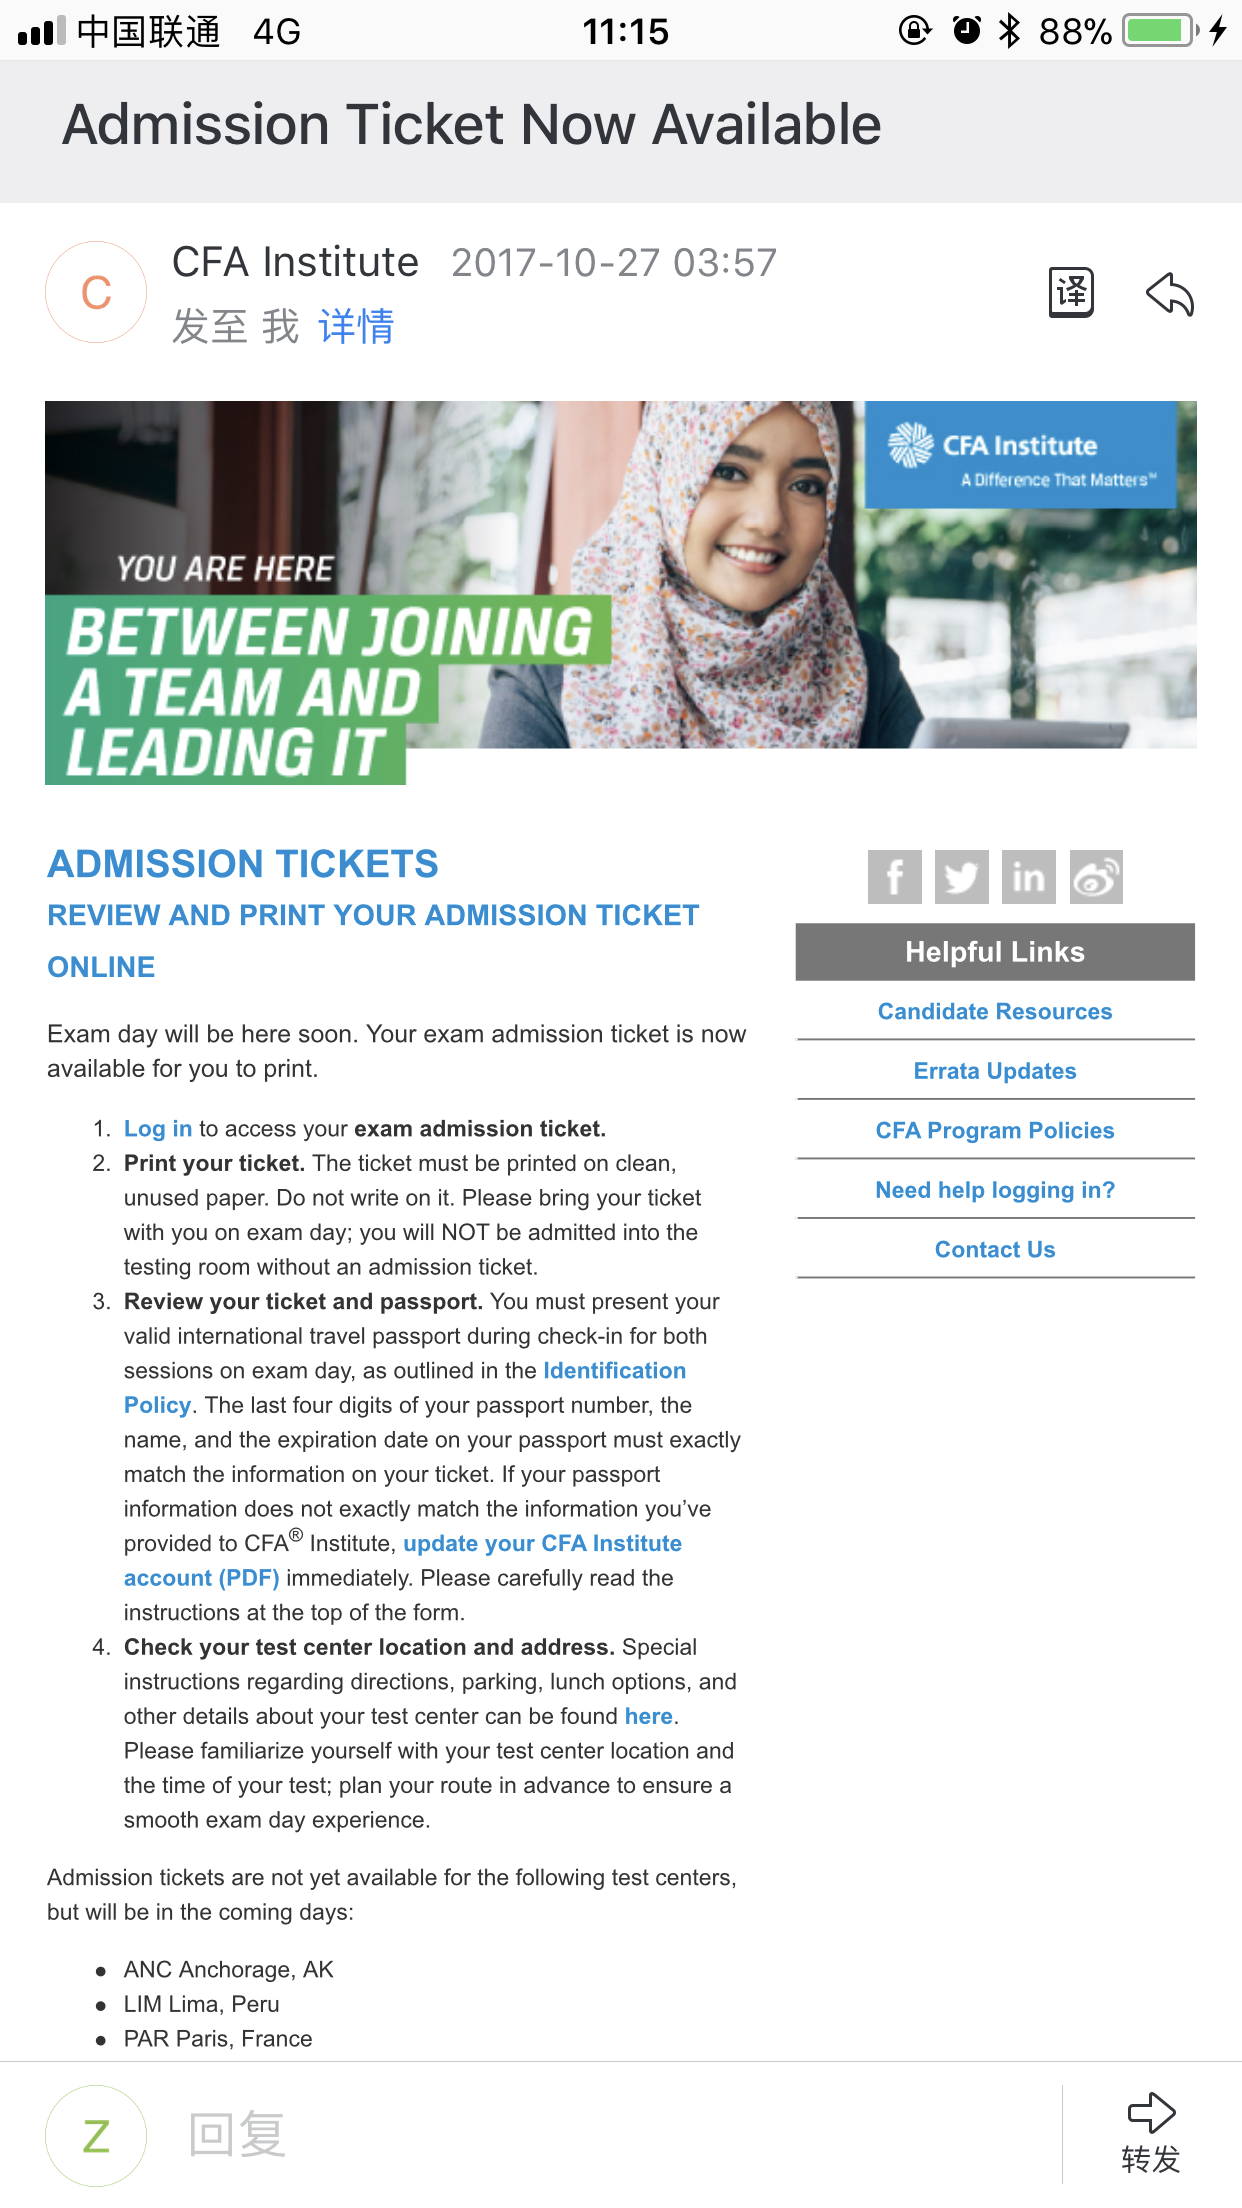 中国联通 4G 11:15 88%
Admission Ticket Now Available
C
CFA Institute 2017-10-27 03:57
发至 我 详情
译
CFA Institute
A Difference That Matters™
YOU ARE HERE
BETWEEN JOINING
A TEAM AND
LEADING IT
ADMISSION TICKETS
REVIEW AND PRINT YOUR ADMISSION TICKET
ONLINE
Exam day will be here soon. Your exam admission ticket is now
available for you to print.
1. Log in to access your exam admission ticket.
2. Print your ticket. The ticket must be printed on clean,
unused paper. Do not write on it. Please bring your ticket
with you on exam day; you will NOT be admitted into the
testing room without an admission ticket.
3. Review your ticket and passport. You must present your
valid international travel passport during check-in for both
sessions on exam day, as outlined in the Identification
Policy. The last four digits of your passport number, the
name, and the expiration date on your passport must exactly
match the information on your ticket. If your passport
information does not exactly match the information you’ve
provided to CFA® Institute, update your CFA Institute
account (PDF) immediately. Please carefully read the
instructions at the top of the form.
4. Check your test center location and address. Special
instructions regarding directions, parking, lunch options, and
other details about your test center can be found here.
Please familiarize yourself with your test center location and
the time of your test; plan your route in advance to ensure a
smooth exam day experience.
Admission tickets are not yet available for the following test centers,
but will be in the coming days:
● ANC Anchorage, AK
● LIM Lima, Peru
● PAR Paris, France
f in
Helpful Links
Candidate Resources
Errata Updates
CFA Program Policies
Need help logging in?
Contact Us
Z 回复
转发